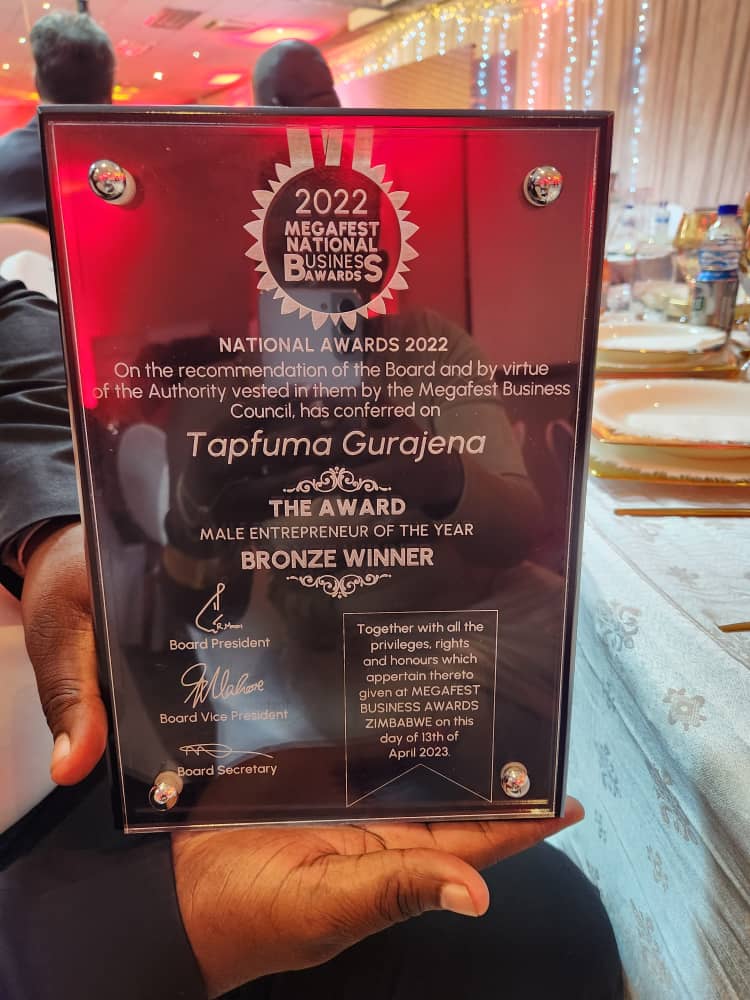 2022
MEGAFEST
NATIONAL
BUSINESS
AWARDS
NATIONAL AWARDS 2022
On the recommendation of the Board and by virtue
of the Authority vested in them by the Megafest Business
Council, has conferred on
Tapfuma Gurajena
THE AWARD
MALE ENTREPRENEUR OF THE YEAR
BRONZE WINNER
Board President
Board Vice President
Board Secretary
Together with all the
privileges, rights
and honours which
appertain thereto
given at MEGAFEST
BUSINESS AWARDS
ZIMBABWE on this
day of 13th of
April 2023.